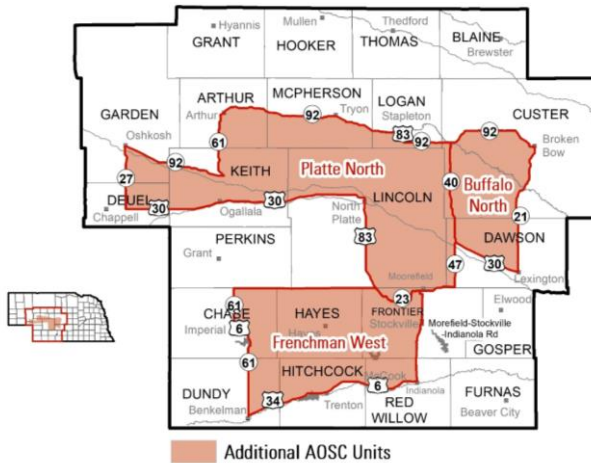 Hyannis
Mullen
Thedford
BLAINE
GRANT
HOOKER
THOMAS
Brewster
ARTHUR
MCPHERSON
LOGAN
CUSTER
GARDEN
Arthur
92
Tryon
Stapleton
Oshkosh
61
83
92
92
Broken
Bow
92
KEITH
Platte North
27
40
Buffalo
North
DEUEL
30
30
LINCOLN
21
Chappell
Ogallala
North
Platte
DAWSON
PERKINS
83
30
Lexington
Grant
47
Moorefield
23
Elwood
61
CHASE
HAYES
FRONTIER
Imperial
6
Stockville
Morefield-Stockville
-Indianola Rd
Frenchman West
GOSPER
61
HITCHCOCK
McCook
6
DUNDY
Indianola
34
Trenton
RED
WILLOW
FURNAS
Benkelman
Beaver City
Additional AOSC Units